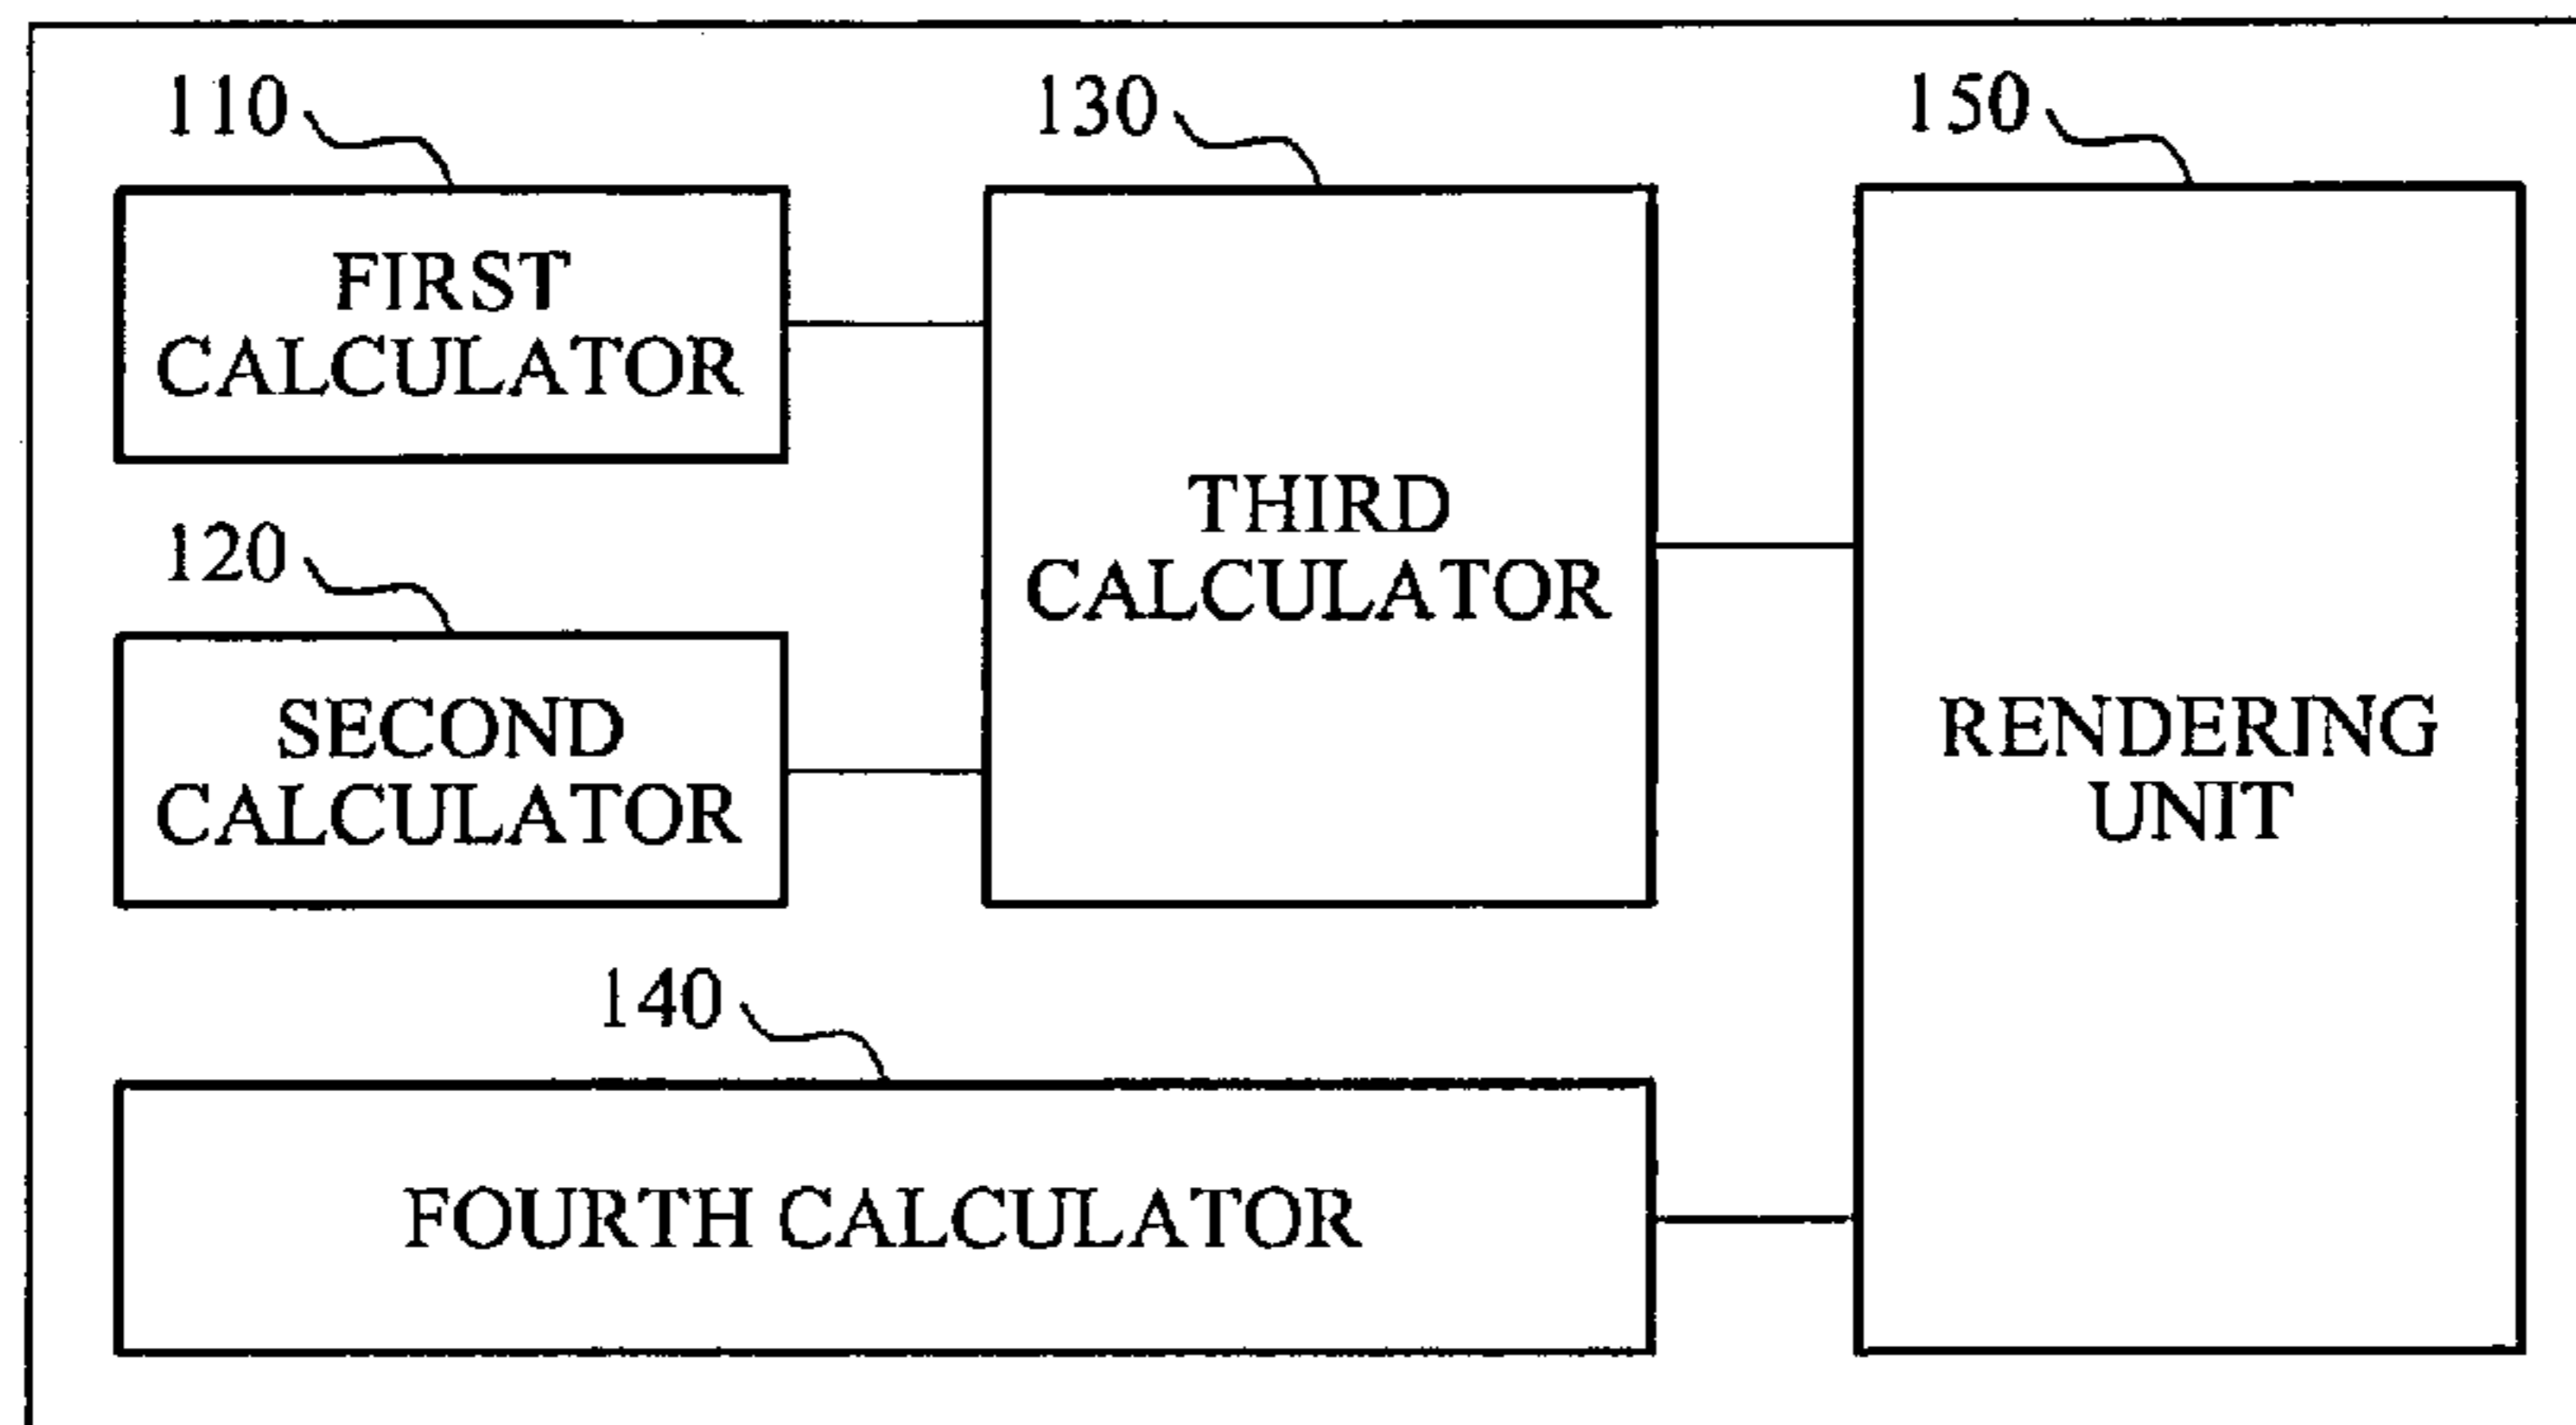 110
FIRST
CALCULATOR
120
SECOND
CALCULATOR
130
THIRD
CALCULATOR
140
FOURTH CALCULATOR
150
RENDERING
UNIT